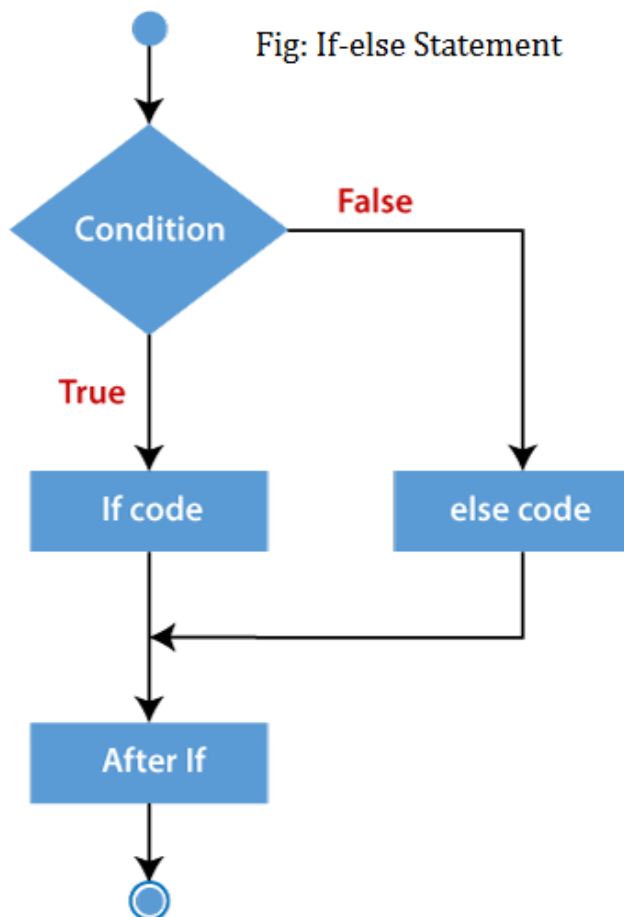 Fig: If-else Statement
Condition
False
True
If code
else code
After If